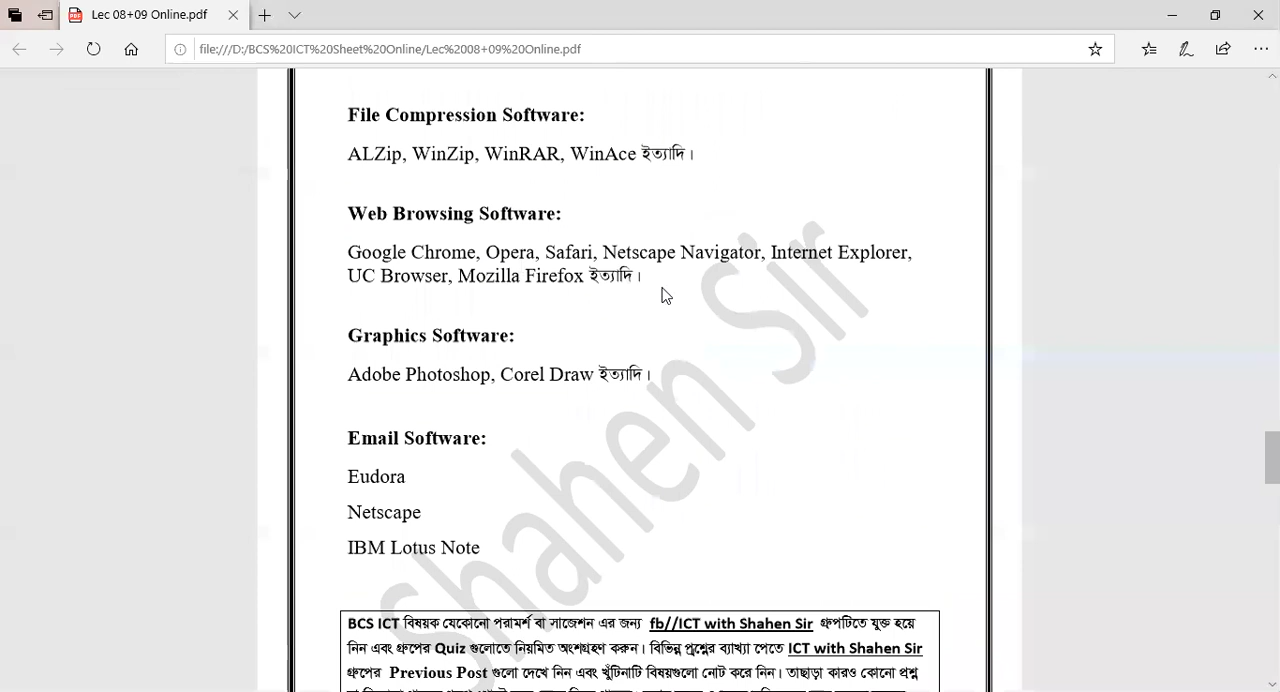 Lec 08+09 Online.pdf
file:///D:/BCS%20ICT%20Sheet%20Online/Lec%2008+09%20Online.pdf
File Compression Software:
ALZip, WinZip, WinRAR, WinAce ইত্যাদি।
Web Browsing Software:
Google Chrome, Opera, Safari, Netscape Navigator, Internet Explorer,
UC Browser, Mozilla Firefox ইত্যাদি।
Graphics Software:
Adobe Photoshop, Corel Draw ইত্যাদি।
Email Software:
Eudora
Netscape
IBM Lotus Note
Shahen Sir
BCS ICT বিষয়ক যেকোনো পরামর্শ বা সাজেশন এর জন্য fb//ICT with Shahen Sir গ্রুপটিতে যুক্ত হয়ে
নিন এবং গ্রুপের Quiz গুলোতে নিয়মিত অংশগ্রহণ করুন। বিভিন্ন প্রশ্নের ব্যাখ্যা পেতে ICT with Shahen Sir
গ্রুপের Previous Post গুলো দেখে নিন এবং খুঁটিনাটি বিষয়গুলো নোট করে নিন। তাছাড়া কারও কোনো প্রশ্ন